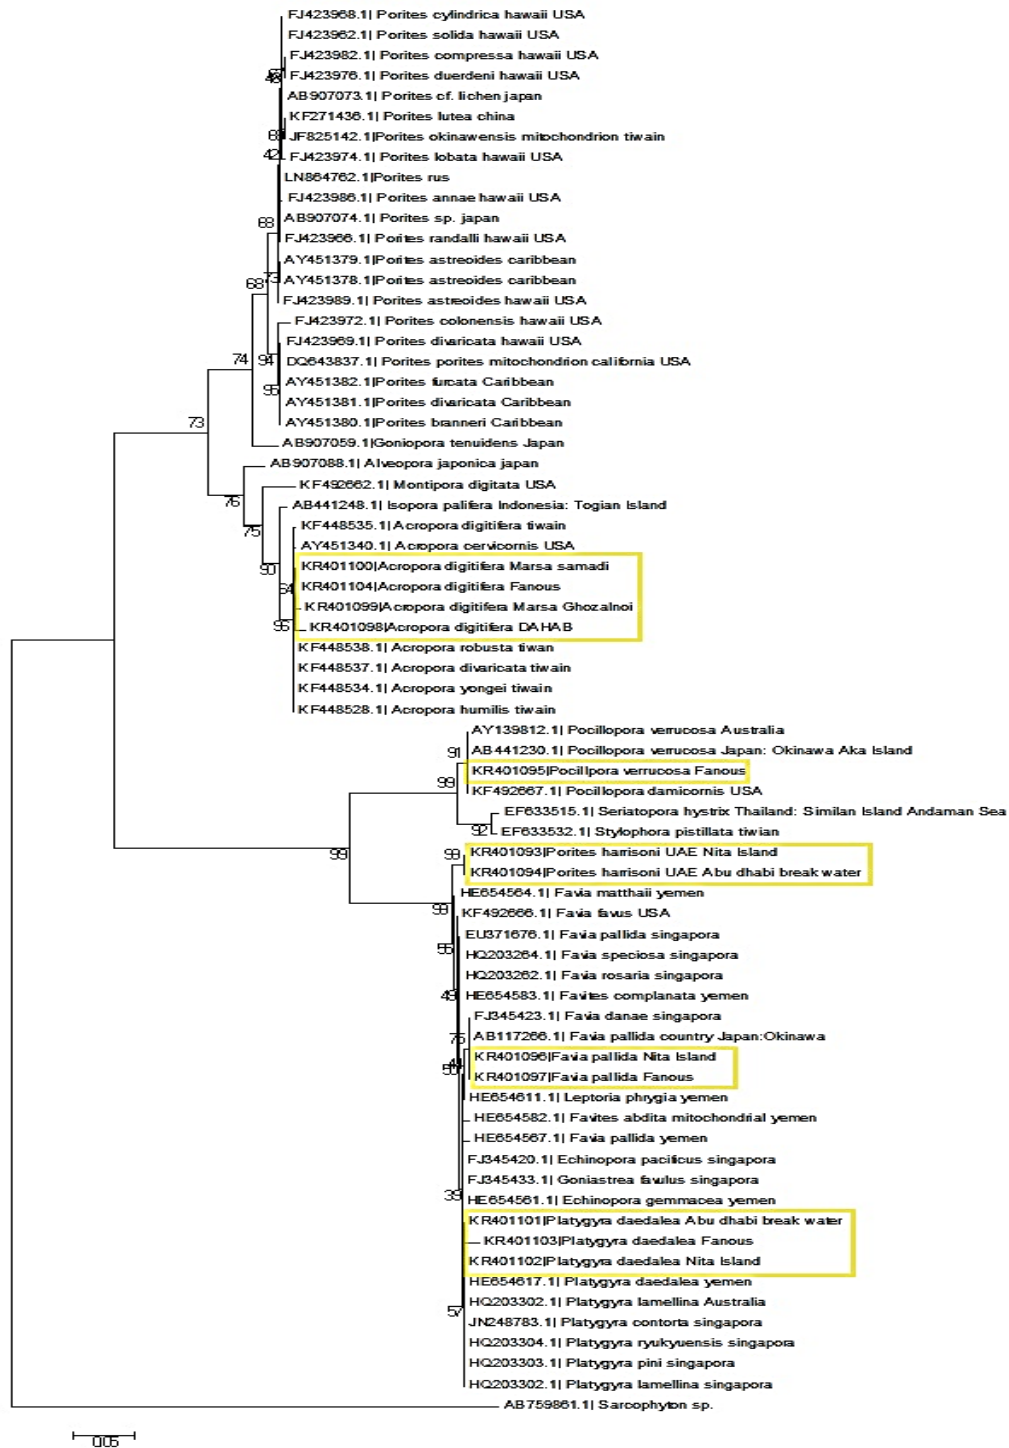 FJ423968.1| Porites cylindrica hawaii USA
FJ423962.1| Porites solida hawaii USA
FJ423982.1| Porites compressa hawaii USA
FJ423976.1| Porites duerdeni hawaii USA
AB907073.1| Porites cf. lichen japan
KF271436.1| Porites lutea china
JF825142.1|Porites okinawensis mitochondrion tiwain
42
FJ423974.1| Porites lobata hawaii USA
LN864762.1|Porites rus
FJ423986.1| Porites annae hawaii USA
68
AB907074.1| Porites sp. japan
FJ423966.1| Porites randalli hawaii USA
AY451379.1|Porites astreoides caribbean
68 73
AY451378.1|Porites astreoides caribbean
FJ423989.1| Porites astreoides hawaii USA
FJ423972.1| Porites colonensis hawaii USA
FJ423969.1| Porites divaricata hawaii USA
74 94
DQ643837.1| Porites porites mitochondrion california USA
AY451382.1|Porites furcata Caribbean
95
AY451381.1|Porites divaricata Caribbean
73
AY451380.1|Porites branneri Caribbean
AB907059.1|Goniopora tenuidens Japan
AB907088.1| Alveopora japonica japan
KF492662.1| Montipora digitata USA
76
AB441248.1| Isopora palifera Indonesia: Togian Island
KF448535.1| Acropora digitifera tiwain
75
AY451340.1| Acropora cervicornis USA
90
KR401100|Acropora digitifera Marsa samadi
64
KR401104|Acropora digitifera Fanous
KR401099|Acropora digitifera Marsa Ghozalnoi
95
KR401098|Acropora digitifera DAHAB
KF448538.1| Acropora robusta tiwan
KF448537.1| Acropora divaricata tiwain
KF448534.1| Acropora yongei tiwain
KF448528.1| Acropora humilis tiwain
AY139812.1| Pocillopora verrucosa Australia
91
AB441230.1| Pocillopora verrucosa Japan: Okinawa Aka Island
KR401095|Pocillpora verrucosa Fanous
99
KF492667.1| Pocillopora damicornis USA
EF633515.1| Seriatopora hystrix Thailand: Similan Island Andaman Sea
92
EF633532.1| Stylophora pistillata tiwian
99
98
KR401093|Porites harrisoni UAE Nita Island
KR401094|Porites harrisoni UAE Abu dhabi break water
HE654564.1| Favia matthaii yemen
98
KF492666.1| Favia favus USA
EU371676.1| Favia pallida singapora
55
HQ203264.1| Favia speciosa singapora
HQ203262.1| Favia rosaria singapora
49
HE654583.1| Favites complanata yemen
FJ345423.1| Favia danae singapora
75
AB117266.1| Favia pallida country Japan:Okinawa
KR401096|Favia pallida Nita Island
KR401097|Favia pallida Fanous
HE654611.1| Leptoria phrygia yemen
HE654582.1| Favites abdita mitochondrial yemen
HE654567.1| Favia pallida yemen
FJ345420.1| Echinopora pacificus singapora
FJ345433.1| Goniastrea favulus singapora
39
HE654561.1| Echinopora gemmacea yemen
KR401101|Platygyra daedalea Abu dhabi break water
KR401103|Platygyra daedalea Fanous
KR401102|Platygyra daedalea Nita Island
HE654617.1| Platygyra daedalea yemen
57
HQ203302.1| Platygyra lamellina Australia
JN248783.1| Platygyra contorta singapora
HQ203304.1| Platygyra ryukyuensis singapora
HQ203303.1| Platygyra pini singapora
HQ203302.1| Platygyra lamellina singapora
AB759861.1| Sarcophyton sp.
0.05